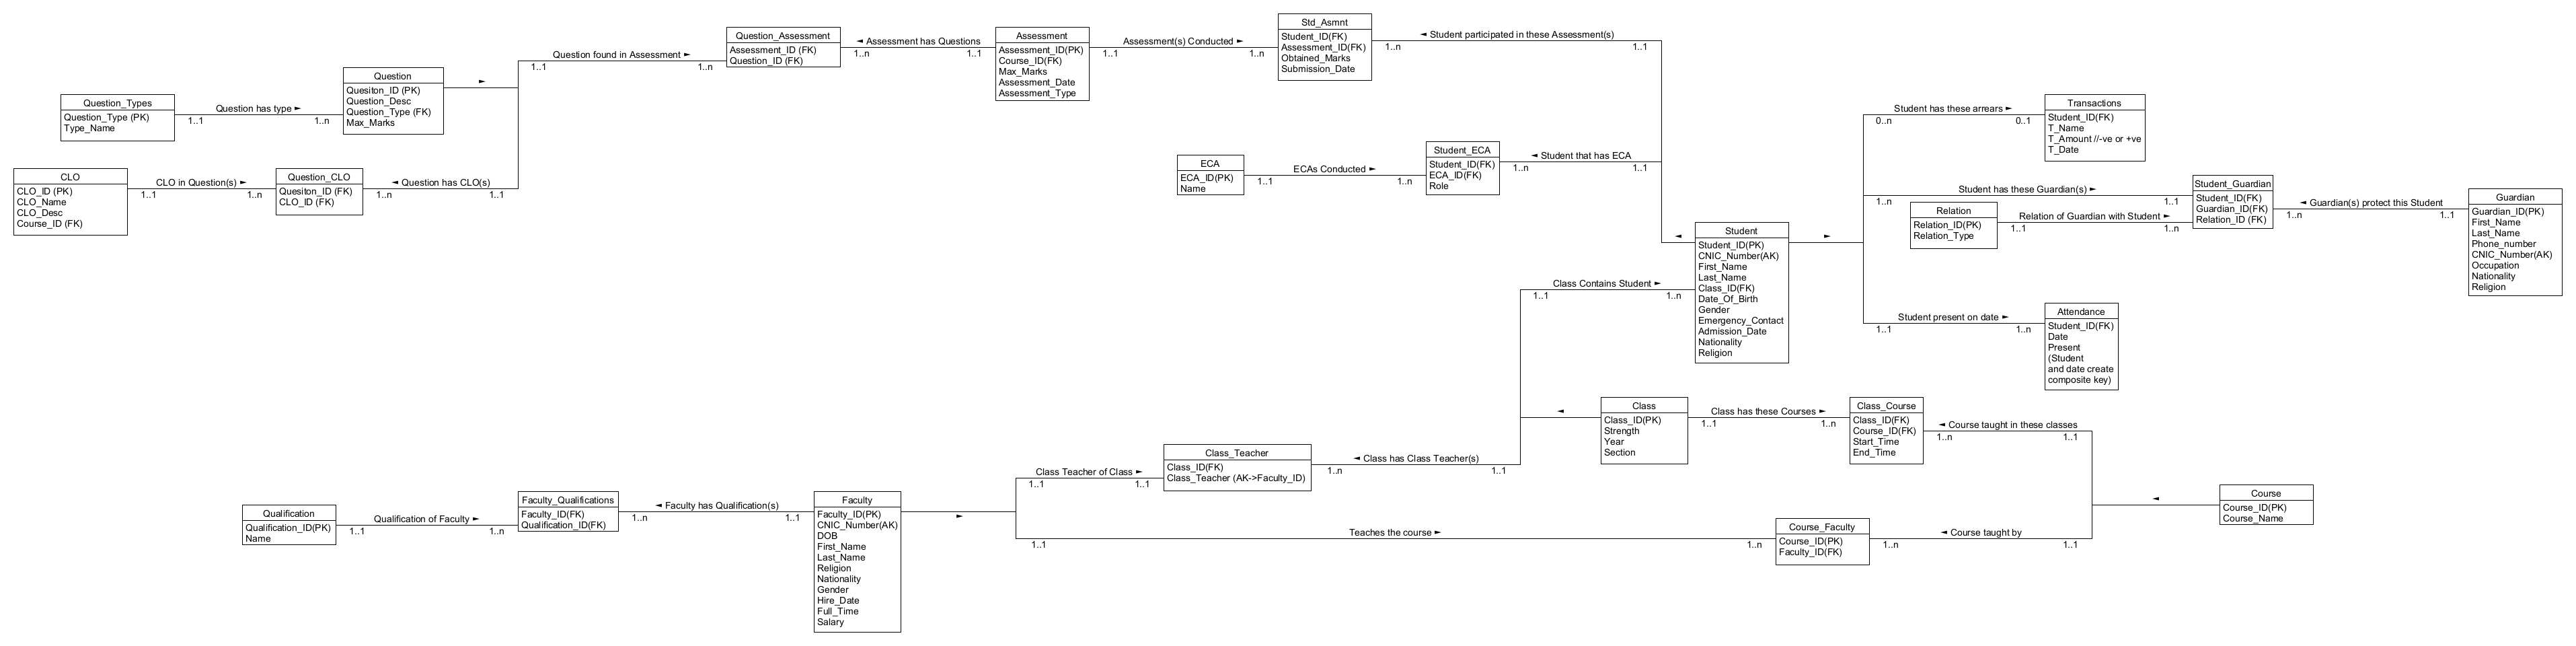 Question_Types
Question_Type (PK)
Type_Name
Question has type ►
1..1
1..n
Question
Quesiton_ID (PK)
Question_Desc
Question_Type (FK)
Max_Marks
►
CLO
CLO_ID (PK)
CLO_Name
CLO_Desc
Course_ID (FK)
CLO in Question(s) ►
1..1
1..n
Question_CLO
Quesiton_ID (FK)
CLO_ID (FK)
◄ Question has CLO(s)
1..n
1..1
Question found in Assessment ►
1..1
1..n
Question_Assessment
Assessment_ID (FK)
Question_ID (FK)
◄ Assessment has Questions
1..n
1..1
Assessment
Assessment_ID(PK)
Course_ID(FK)
Max_Marks
Assessment_Date
Assessment_Type
Assessment(s) Conducted ►
1..1
1..n
Std_Asmnt
Student_ID(FK)
Assessment_ID(FK)
Obtained_Marks
Submission_Date
◄ Student participated in these Assessment(s)
1..n
1..1
ECA
ECA_ID(PK)
Name
ECAs Conducted ►
1..1
1..n
Student_ECA
Student_ID(FK)
ECA_ID(FK)
Role
◄ Student that has ECA
1..n
1..1
◄
Student
Student_ID(PK)
CNIC_Number(AK)
First_Name
Last_Name
Class_ID(FK)
Date_Of_Birth
Gender
Emergency_Contact
Admission_Date
Nationality
Religion
►
Student has these arrears ►
0..n
0..1
Transactions
Student_ID(FK)
T_Name
T_Amount //-ve or +ve
T_Date
Student has these Guardian(s) ►
1..n
1..1
Relation
Relation_ID(PK)
Relation_Type
Relation of Guardian with Student ►
1..1
1..n
Student_Guardian
Student_ID(FK)
Guardian_ID(FK)
Relation_ID (FK)
◄ Guardian(s) protect this Student
1..n
1..1
Guardian
Guardian_ID(PK)
First_Name
Last_Name
Phone_number
CNIC_Number(AK)
Occupation
Nationality
Religion
Student present on date ►
1..1
1..n
Attendance
Student_ID(FK)
Date
Present
(Student
and date create
composite key)
Class Contains Student ►
1..1
1..n
◄
Class
Class_ID(PK)
Strength
Year
Section
Class has these Courses ►
1..1
1..n
Class_Course
Class_ID(FK)
Course_ID(FK)
Start_Time
End_Time
◄ Course taught in these classes
1..n
1..1
Class Teacher of Class ►
1..1
1..1
Class_Teacher
Class_ID(FK)
Class_Teacher (AK->Faculty_ID)
◄ Class has Class Teacher(s)
1..n
1..1
Qualification
Qualification_ID(PK)
Name
Qualification of Faculty ►
1..1
1..n
Faculty_Qualifications
Faculty_ID(FK)
Qualification_ID(FK)
◄ Faculty has Qualification(s)
1..n
1..1
Faculty
Faculty_ID(PK)
CNIC_Number(AK)
DOB
First_Name
Last_Name
Religion
Nationality
Gender
Hire_Date
Full_Time
Salary
►
Teaches the course ►
1..1
1..n
Course_Faculty
Course_ID(PK)
Faculty_ID(FK)
◄ Course taught by
1..n
1..1
◄
Course
Course_ID(PK)
Course_Name